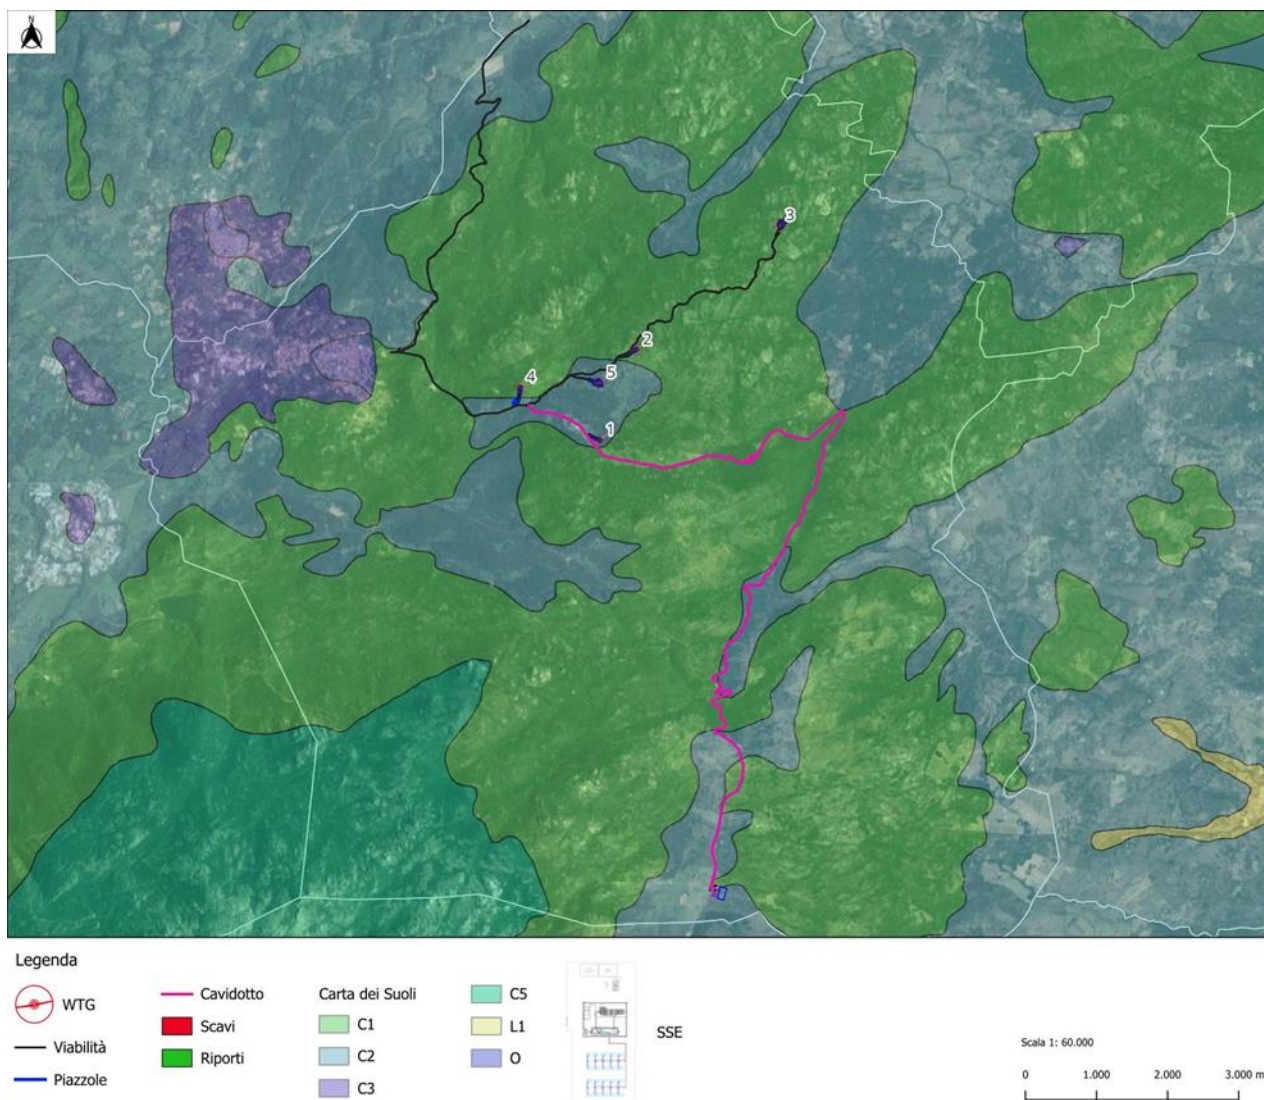 N
3
2
4
5
1
Legenda
WTG
Viabilità
Piazzole
Cavidotto
Scavi
Riporti
Carta dei Suoli
C1
C2
C3
C5
L1
O
SSE
Scala 1: 60.000
0 1.000 2.000 3.000 m